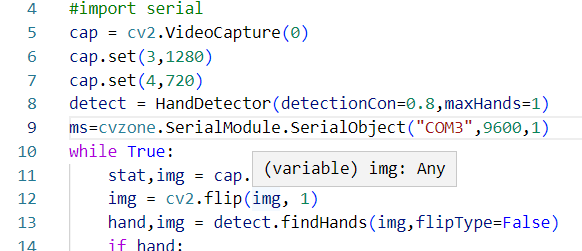 4 #import serial
5 cap = cv2.VideoCapture(0)
6 cap.set(3,1280)
7 cap.set(4,720)
8 detect = HandDetector(detectionCon=0.8,maxHands=1)
9 ms=cvzone.SerialModule.SerialObject("COM3",9600,1)
10 while True:
11 stat,img = cap.
(variable) img: Any
12 img = cv2.flip(img, 1)
13 hand,img = detect.findHands(img,flipType=False)
14 if hand: